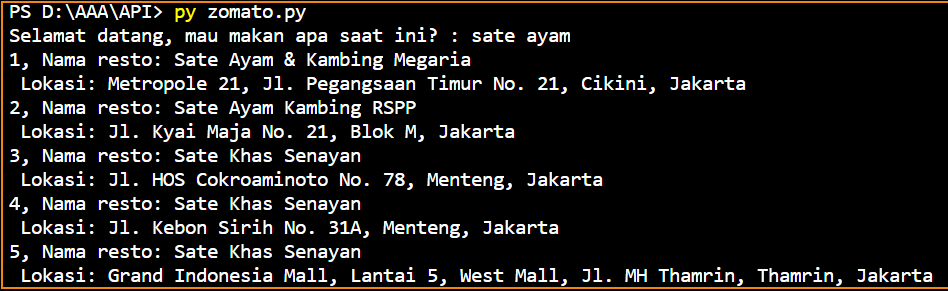 PS D:\AAA\API> py zomato.py
Selamat datang, mau makan apa saat ini? : sate ayam
1, Nama resto: Sate Ayam & Kambing Megaria
Lokasi: Metropole 21, Jl. Pegangsaan Timur No. 21, Cikini, Jakarta
2, Nama resto: Sate Ayam Kambing RSPP
Lokasi: Jl. Kyai Maja No. 21, Blok M, Jakarta
3, Nama resto: Sate Khas Senayan
Lokasi: Jl. HOS Cokroaminoto No. 78, Menteng, Jakarta
4, Nama resto: Sate Khas Senayan
Lokasi: Jl. Kebon Sirih No. 31A, Menteng, Jakarta
5, Nama resto: Sate Khas Senayan
Lokasi: Grand Indonesia Mall, Lantai 5, West Mall, Jl. MH Thamrin, Thamrin, Jakarta